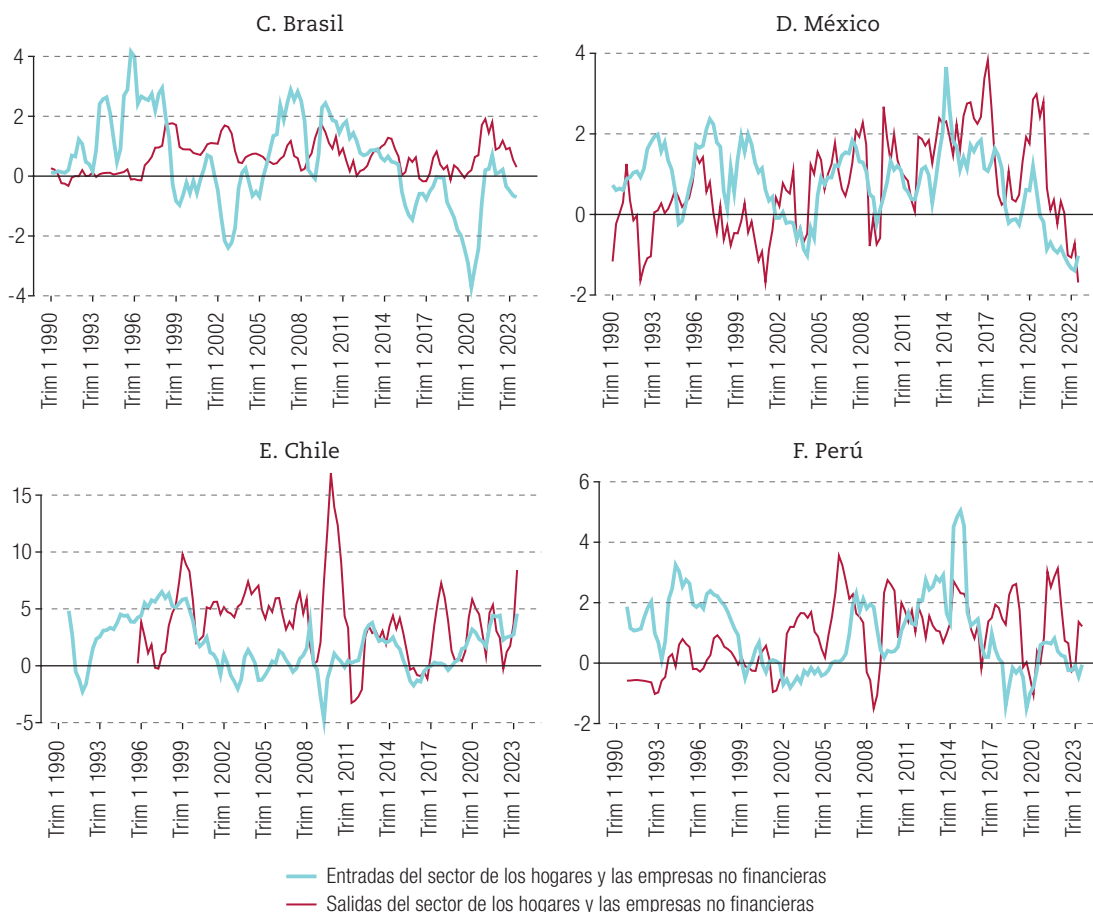 C. Brasil
4
2
0
-2
-4
Trim 1 1990
Trim 1 1993
Trim 1 1996
Trim 1 1999
Trim 1 2002
Trim 1 2005
Trim 1 2008
Trim 1 2011
Trim 1 2014
Trim 1 2017
Trim 1 2020
Trim 1 2023
D. México
4
2
0
-2
Trim 1 1990
Trim 1 1993
Trim 1 1996
Trim 1 1999
Trim 1 2002
Trim 1 2005
Trim 1 2008
Trim 1 2011
Trim 1 2014
Trim 1 2017
Trim 1 2020
Trim 1 2023
E. Chile
15
10
5
0
-5
Trim 1 1990
Trim 1 1993
Trim 1 1996
Trim 1 1999
Trim 1 2002
Trim 1 2005
Trim 1 2008
Trim 1 2011
Trim 1 2014
Trim 1 2017
Trim 1 2020
Trim 1 2023
F. Perú
6
4
2
0
-2
Trim 1 1990
Trim 1 1993
Trim 1 1996
Trim 1 1999
Trim 1 2002
Trim 1 2005
Trim 1 2008
Trim 1 2011
Trim 1 2014
Trim 1 2017
Trim 1 2020
Trim 1 2023
Entradas del sector de los hogares y las empresas no financieras
Salidas del sector de los hogares y las empresas no financieras